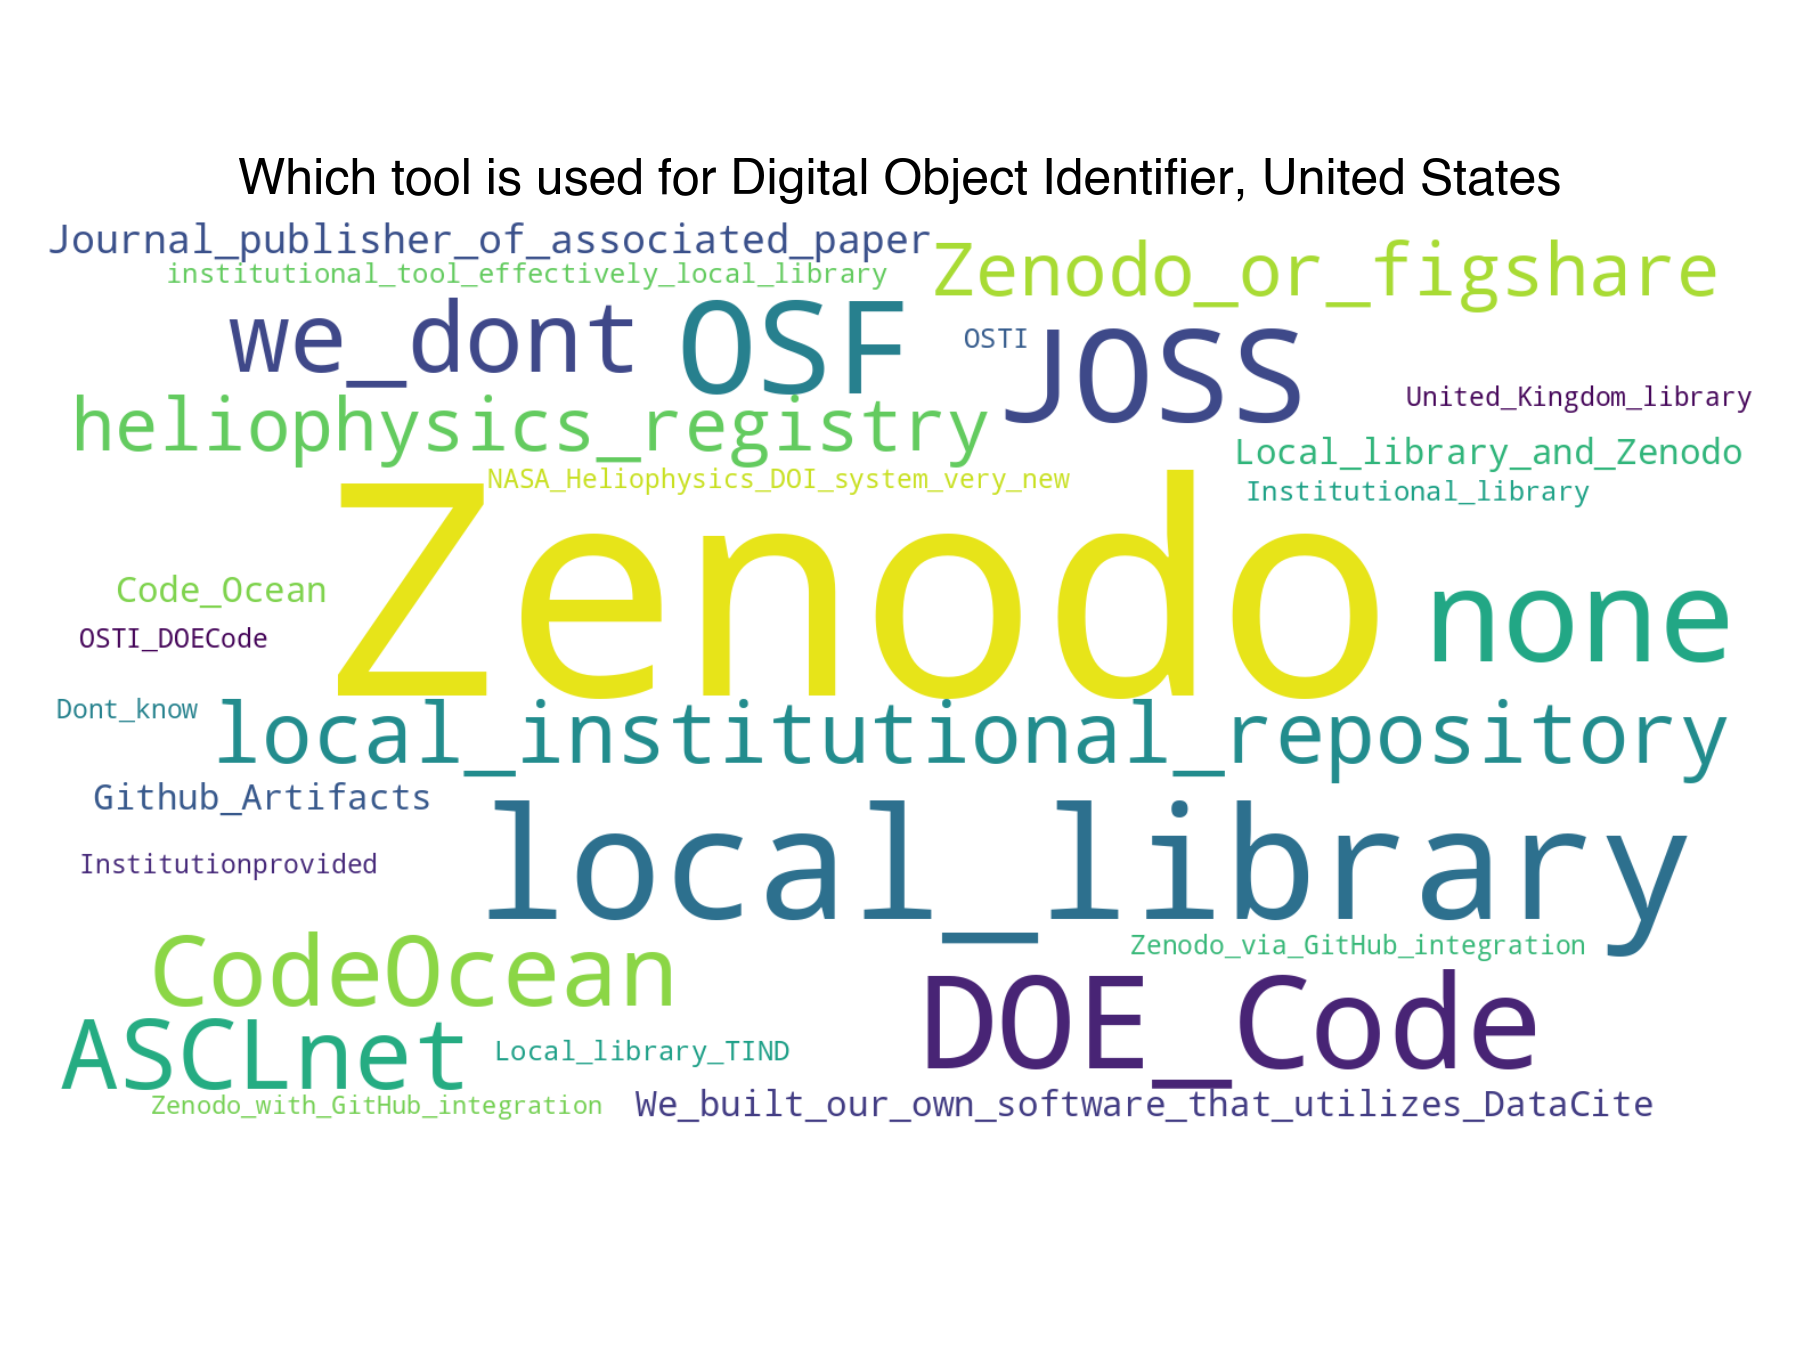 Which tool is used for Digital Object Identifier, United States
Journal_publisher_of_associated_paper
Zenodo_or_figshare
institutional_tool_effectively_local_library
we_dont
OSF
OSTI
JOSS
United_Kingdom_library
heliophysics_registry
Local_library_and_Zenodo
NASA_Heliophysics_DOI_system_very_new
Institutional_library
Zenodo
Code_Ocean
none
OSTI_DOECode
Dont_know
local_institutional_repository
Github_Artifacts
local_library
Institutionprovided
Zenodo_via_GitHub_integration
CodeOcean
DOE_Code
ASCLnet
Local_library_TIND
Zenodo_with_GitHub_integration
We_built_our_own_software_that_utilizes_DataCite